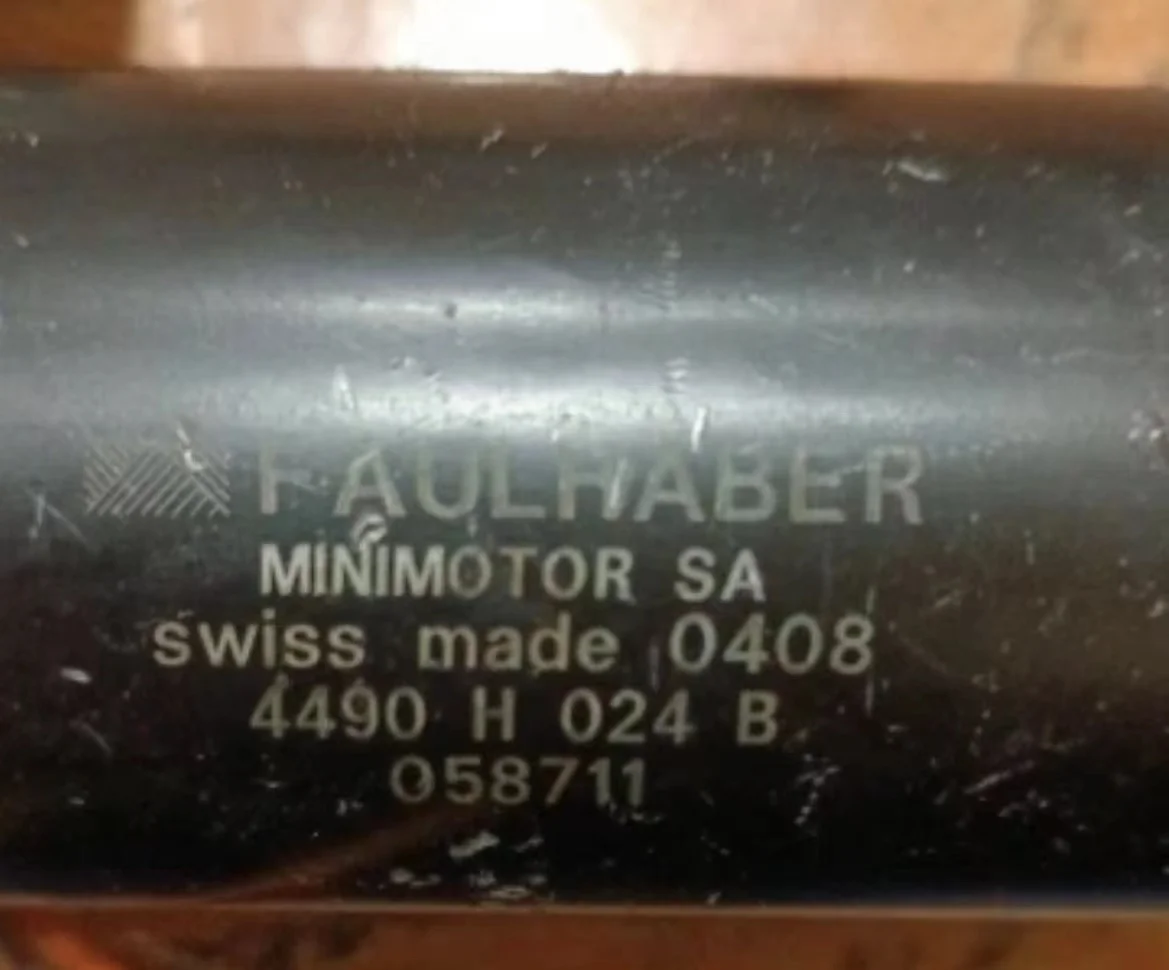 FAULHABER
MINIMOTOR SA
swiss made 0408
4490 H 024 B
058711